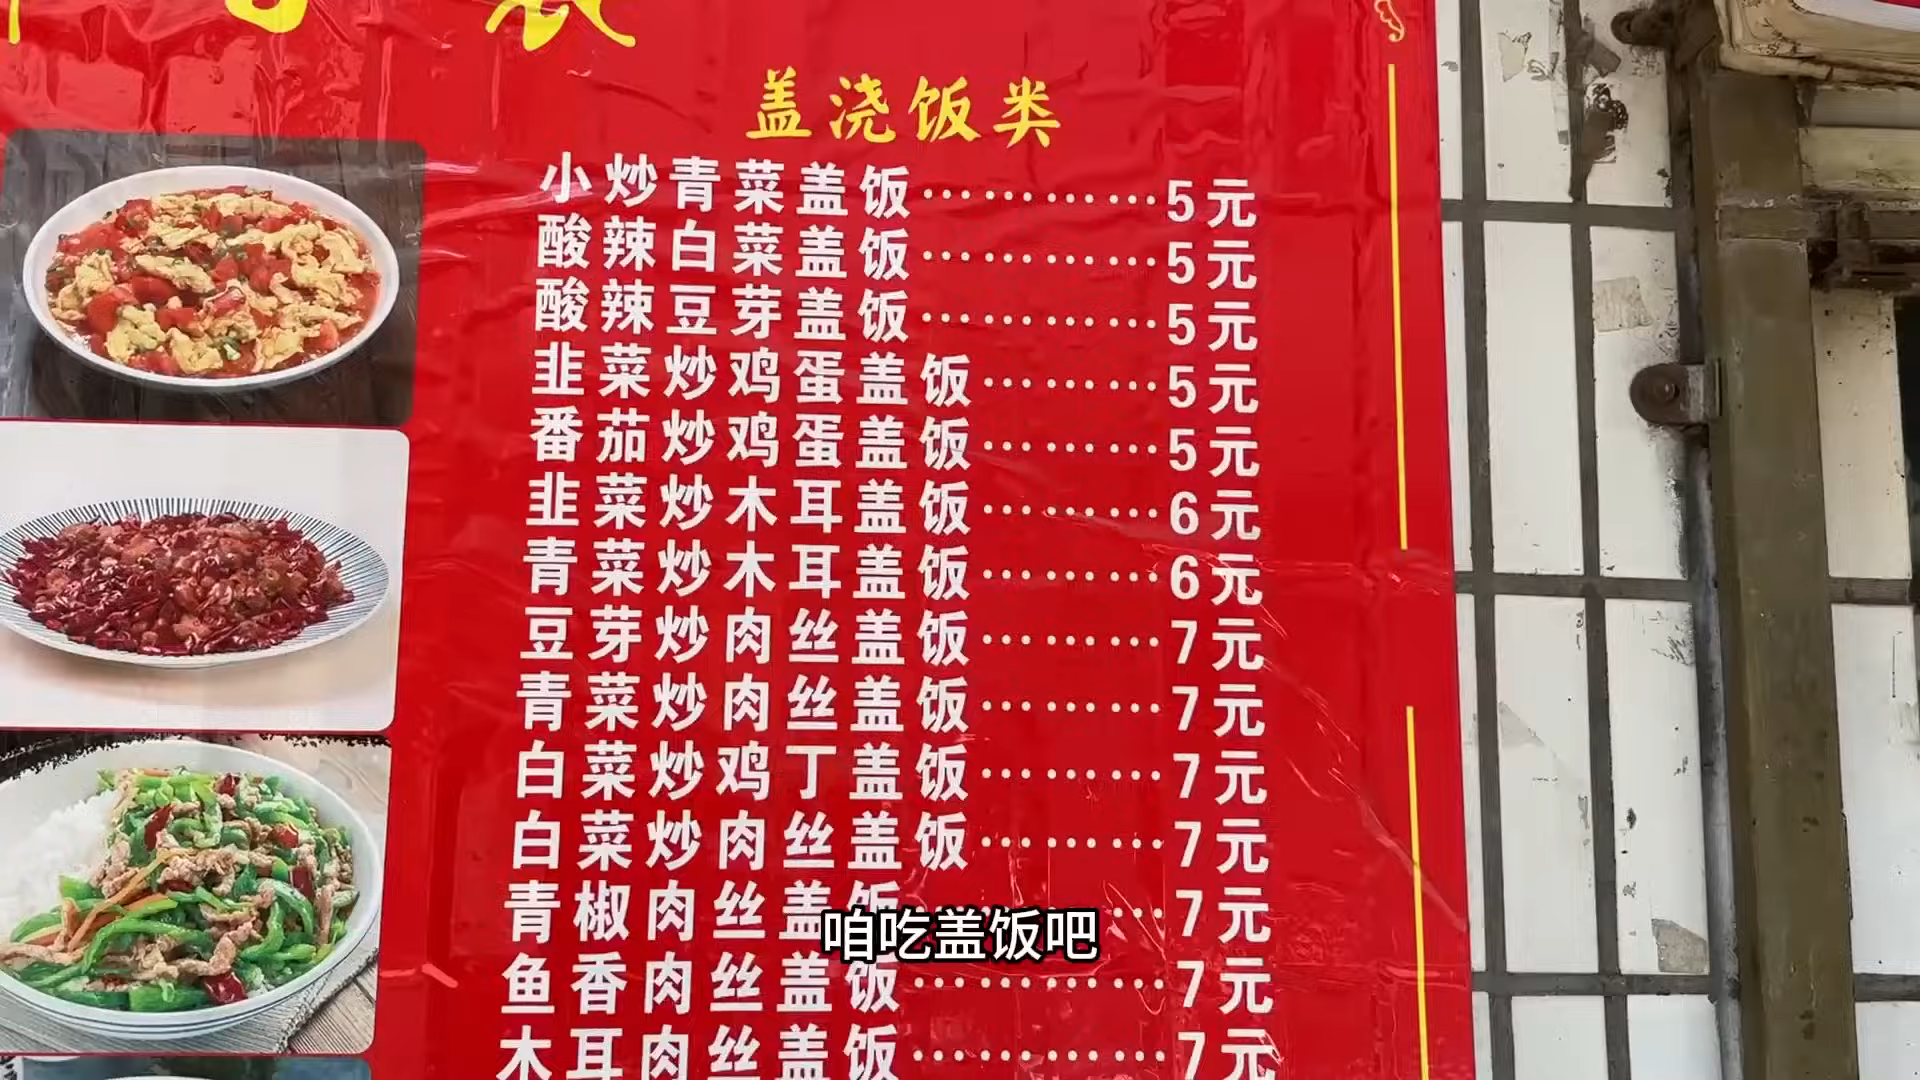 盖浇饭类
小炒青菜盖饭…………5元
酸辣白菜盖饭…………5元
酸辣豆芽盖饭…………5元
韭菜炒鸡蛋盖饭………5元
番茄炒鸡蛋盖饭………5元
韭菜炒木耳盖饭………6元
青菜炒木耳盖饭………6元
豆芽炒肉丝盖饭………7元
青菜炒肉丝盖饭………7元
白菜炒鸡丁盖饭………7元
白菜炒肉丝盖饭………7元
青椒肉丝盖饭…………7元
咱吃盖饭吧
鱼香肉丝盖饭…………7元
木耳肉丝盖饭…………7元